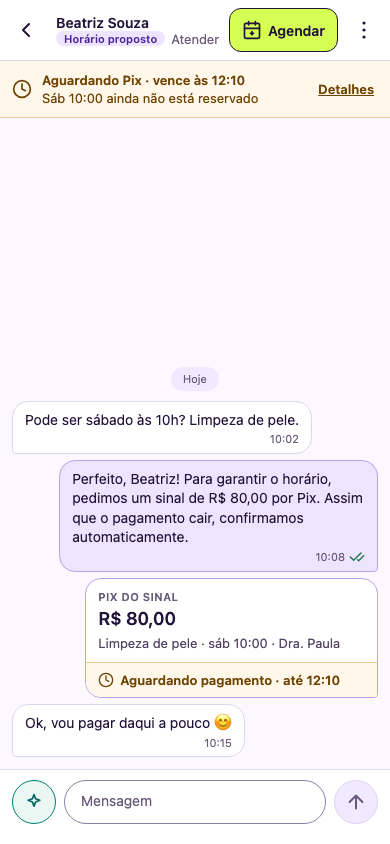 Beatriz Souza
Horário proposto Atender
Agendar
Aguardando Pix · vence às 12:10
Sáb 10:00 ainda não está reservado
Detalhes
Hoje
Pode ser sábado às 10h? Limpeza de pele.
10:02
Perfeito, Beatriz! Para garantir o horário,
pedimos um sinal de R$ 80,00 por Pix. Assim
que o pagamento cair, confirmamos
automaticamente.
10:08
PIX DO SINAL
R$ 80,00
Limpeza de pele · sáb 10:00 · Dra. Paula
Aguardando pagamento · até 12:10
Ok, vou pagar daqui a pouco 😊
10:15
Mensagem